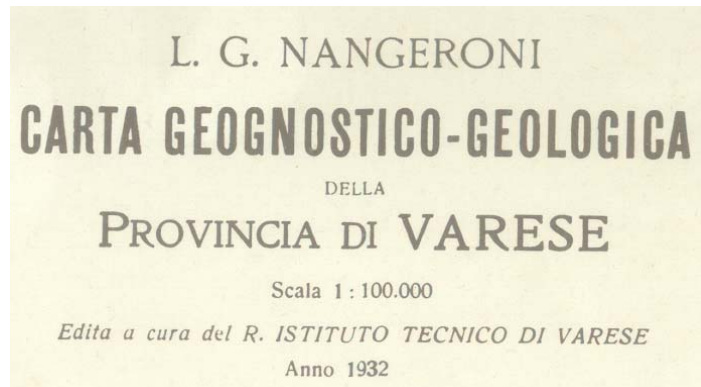 L. G. NANGERONI
CARTA GEOGNOSTICO-GEOLOGICA
DELLA
PROVINCIA DI VARESE
Scala 1 : 100.000
Edita a cura del R. ISTITUTO TECNICO DI VARESE
Anno 1932